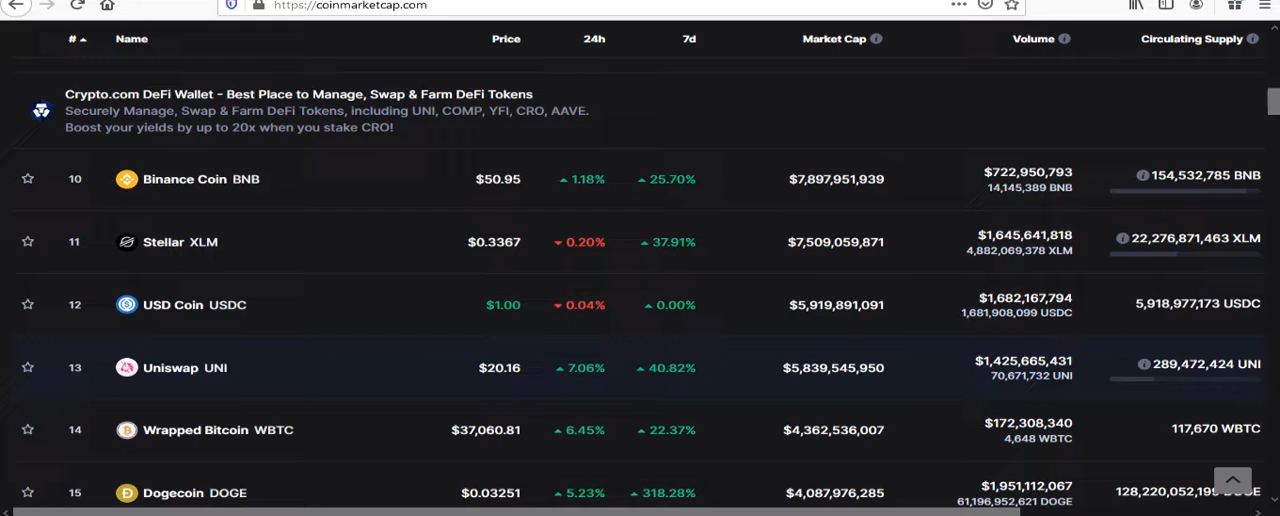 https://coinmarketcap.com
# Name Price 24h 7d Market Cap Volume Circulating Supply
Crypto.com DeFi Wallet - Best Place to Manage, Swap & Farm DeFi Tokens
Securely Manage, Swap & Farm DeFi Tokens, including UNI, COMP, YFI, CRO, AAVE.
Boost your yields by up to 20x when you stake CRO!
10 Binance Coin BNB $50.95 1.18% 25.70% $7,897,951,939 $722,950,793 154,532,785 BNB
14,145,389 BNB
11 Stellar XLM $0.3367 0.20% 37.91% $7,509,059,871 $1,645,641,818 22,276,871,463 XLM
4,882,069,378 XLM
12 USD Coin USDC $1.00 0.04% 0.00% $5,919,891,091 $1,682,167,794 5,918,977,173 USDC
1,681,908,099 USDC
13 Uniswap UNI $20.16 7.06% 40.82% $5,839,545,950 $1,425,665,431 289,472,424 UNI
70,671,732 UNI
14 Wrapped Bitcoin WBTC $37,060.81 6.45% 22.37% $4,362,536,007 $172,308,340 117,670 WBTC
4,648 WBTC
15 Dogecoin DOGE $0.03251 5.23% 318.28% $4,087,976,285 $1,951,112,067 128,220,052,199 DOGE
61,196,952,621 DOGE